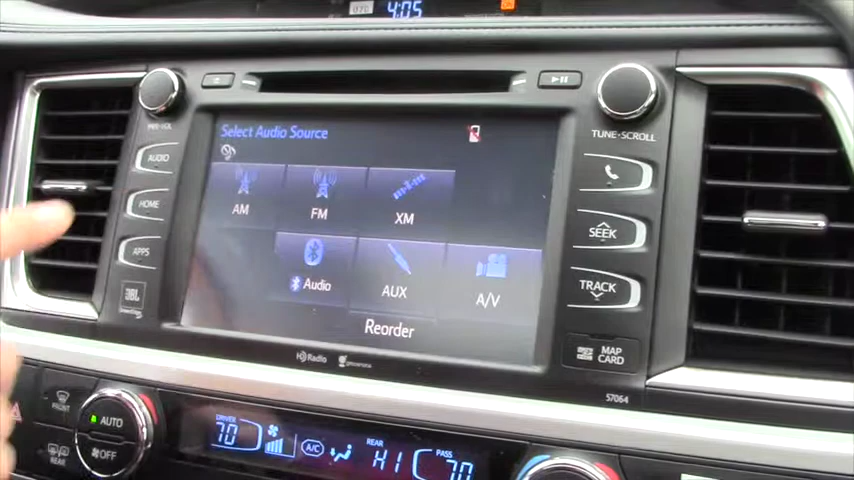 4:05
Select Audio Source
AM
FM
XM
Audio
AUX
A/V
Reorder
AUDIO
HOME
APPS
JBL
TUNE·SCROLL
SEEK
TRACK
MAP
CARD
HD Radio
57064
FRONT
REAR
AUTO
OFF
DRIVER
70
A/C
REAR
HI
PASS
70